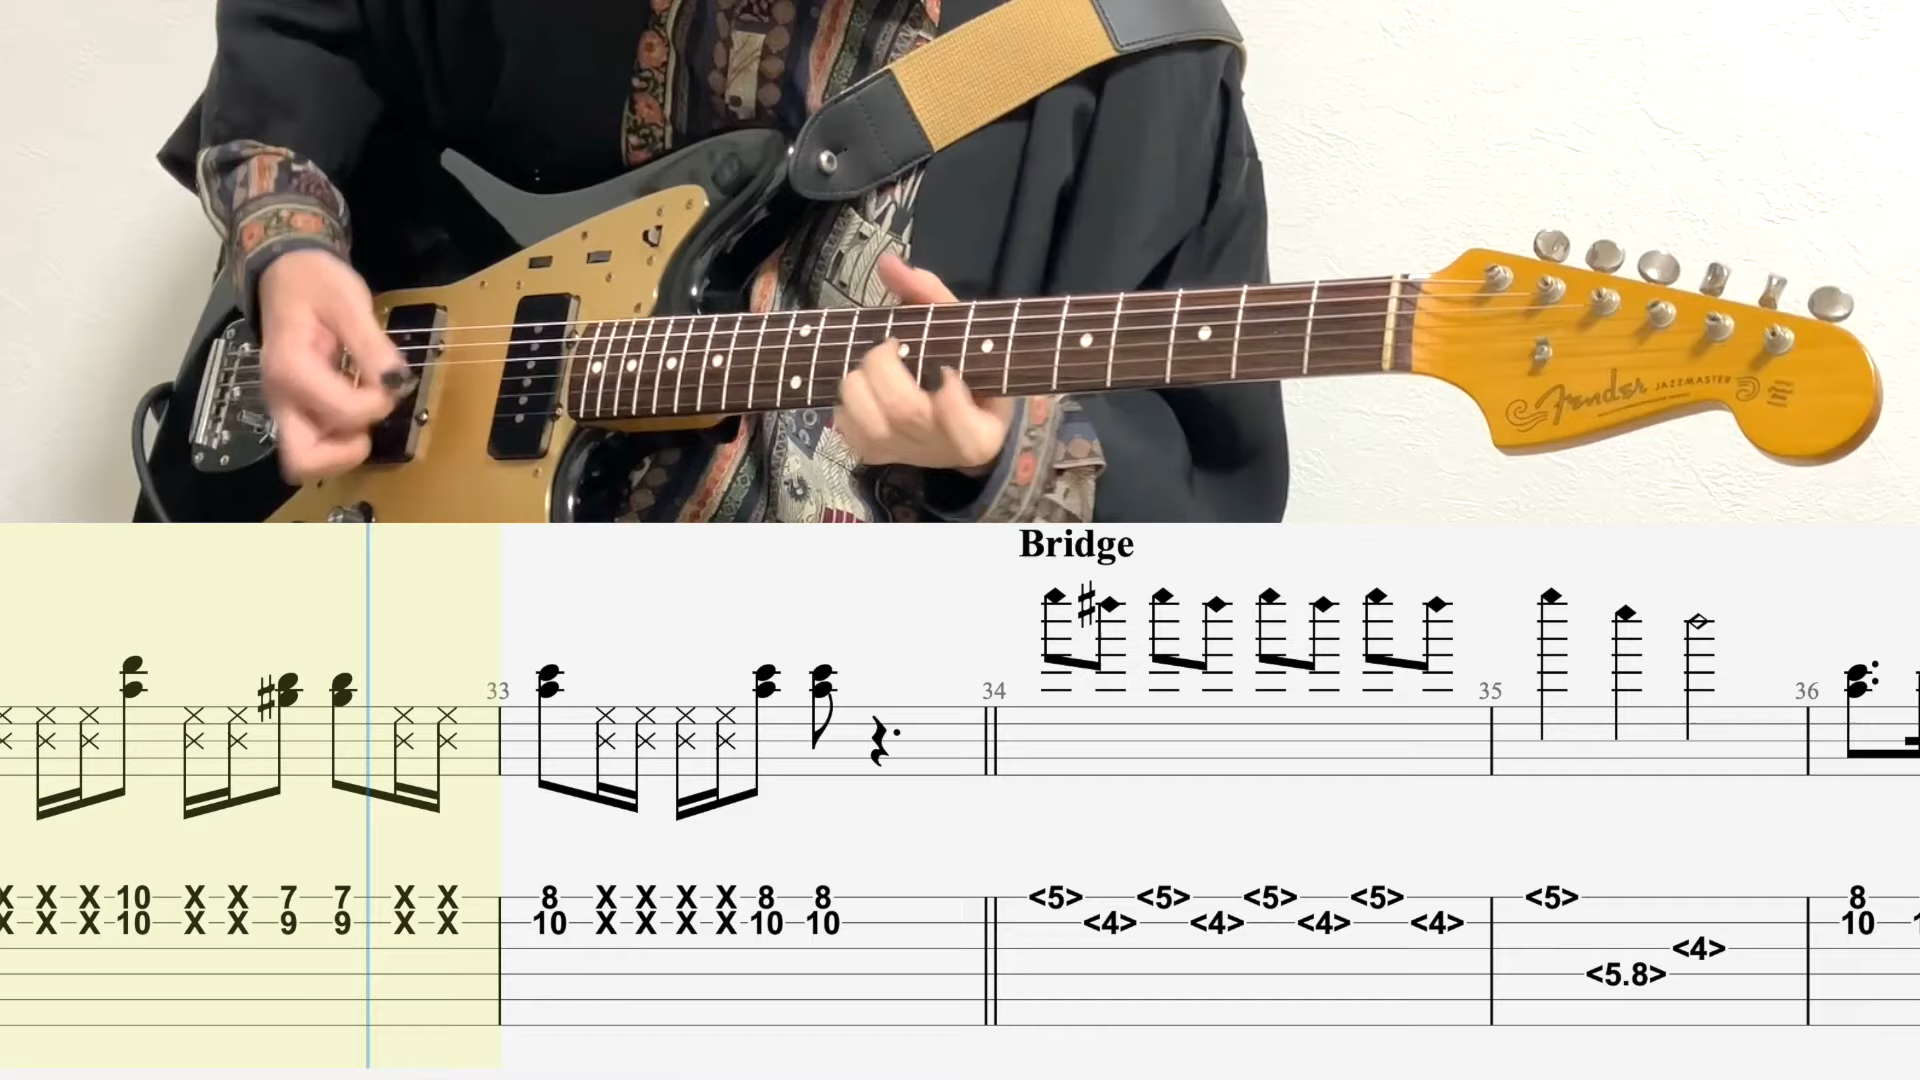 Fender JAZZMASTER
Bridge
33 34 35 36
X X X 10 X X 7 7 X X 8 X X X X 8 8 <5> <5> <5> <5> <5> 8
X X X 10 X X 9 9 X X 10 X X X X 10 10 <4> <4> <4> <4> 10
<4>
<5.8>